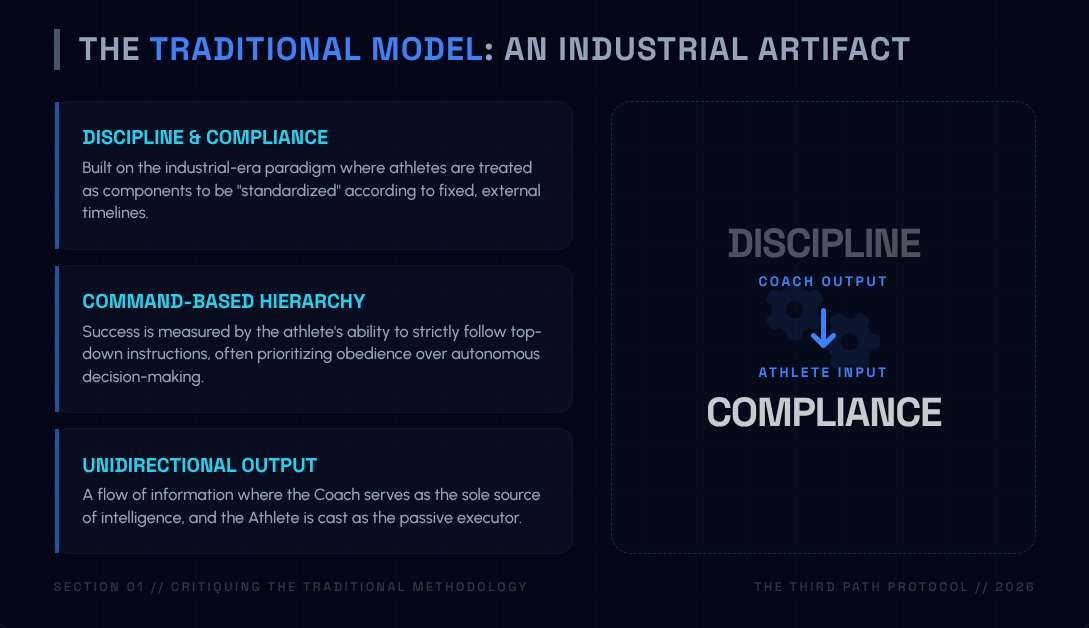 THE TRADITIONAL MODEL: AN INDUSTRIAL ARTIFACT
DISCIPLINE & COMPLIANCE
Built on the industrial-era paradigm where athletes are treated
as components to be "standardized" according to fixed, external
timelines.
COMMAND-BASED HIERARCHY
Success is measured by the athlete's ability to strictly follow top-
down instructions, often prioritizing obedience over autonomous
decision-making.
UNIDIRECTIONAL OUTPUT
A flow of information where the Coach serves as the sole source
of intelligence, and the Athlete is cast as the passive executor.
DISCIPLINE
COACH OUTPUT
ATHLETE INPUT
COMPLIANCE
SECTION 01 // CRITIQUING THE TRADITIONAL METHODOLOGY
THE THIRD PATH PROTOCOL // 2026